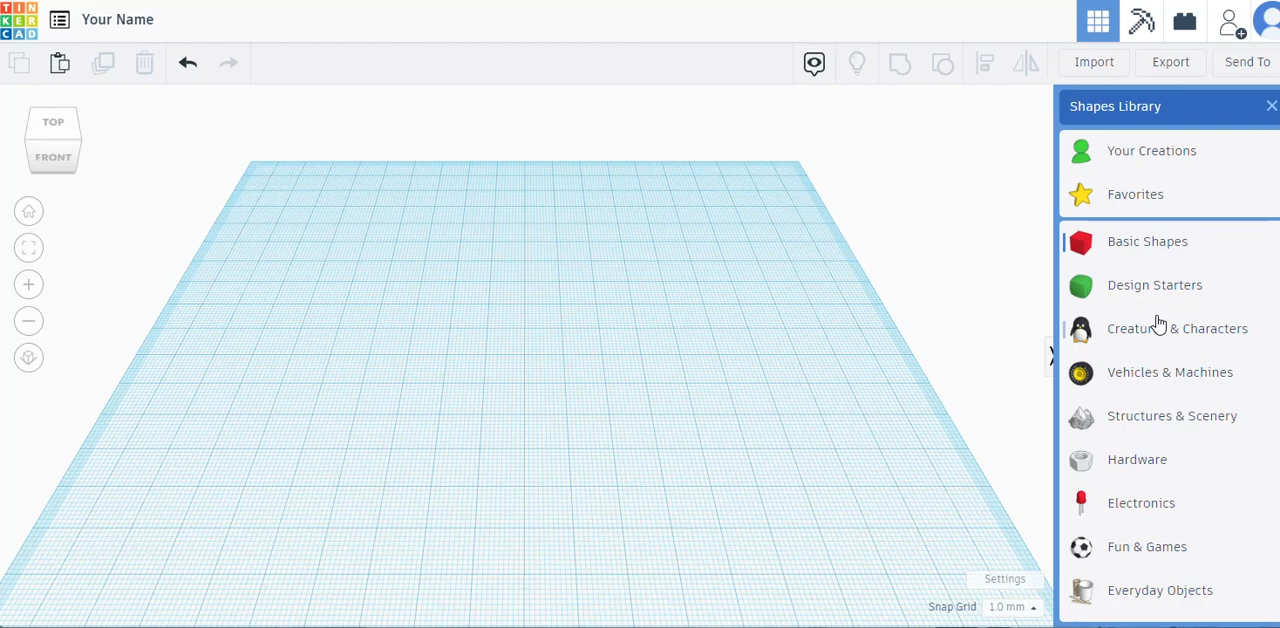 TIN
KER
CAD
Your Name
Import
Export
Send To
TOP
FRONT
Shapes Library
Your Creations
Favorites
Basic Shapes
Design Starters
Creatures & Characters
Vehicles & Machines
Structures & Scenery
Hardware
Electronics
Fun & Games
Everyday Objects
Settings
Snap Grid 1.0 mm